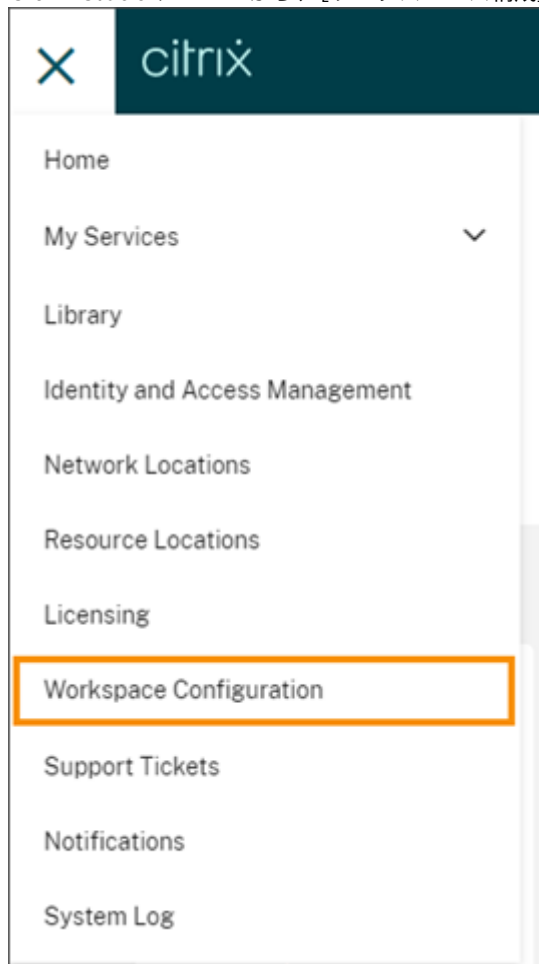 citrix
Home
My Services
Library
Identity and Access Management
Network Locations
Resource Locations
Licensing
Workspace Configuration
Support Tickets
Notifications
System Log